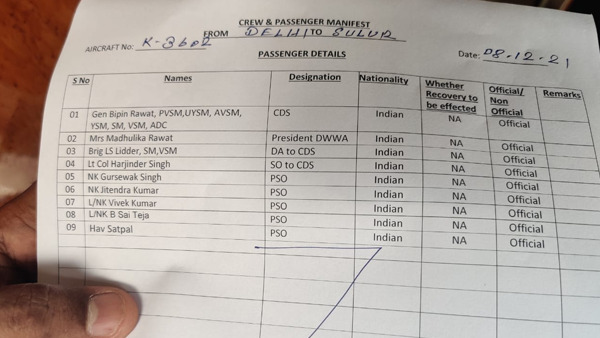 CREW & PASSENGER MANIFEST
FROM DELHI TO SULUR
AIRCRAFT No: K-3602
Date: 08.12.21
PASSENGER DETAILS
S No Names Designation Nationality Whether Recovery to be effected Official/ Non Official Remarks
01 Gen Bipin Rawat, PVSM,UYSM, AVSM, CDS Indian NA Official
YSM, SM, VSM, ADC
02 Mrs Madhulika Rawat President DWWA Indian NA Official
03 Brig LS Lidder, SM,VSM DA to CDS Indian NA Official
04 Lt Col Harjinder Singh SO to CDS Indian NA Official
05 NK Gursewak Singh PSO Indian NA Official
06 NK Jitendra Kumar PSO Indian NA Official
07 L/NK Vivek Kumar PSO Indian NA Official
08 L/NK B Sai Teja PSO Indian NA Official
09 Hav Satpal PSO Indian NA Official